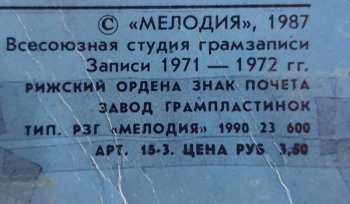 © «МЕЛОДИЯ», 1987
Всесоюзная студия грамзаписи
Записи 1971 — 1972 гг.
РИЖСКИЙ ОРДЕНА ЗНАК ПОЧЕТА
ЗАВОД ГРАМПЛАСТИНОК
ТИП. РЗГ «МЕЛОДИЯ» 1990 23 600
АРТ. 15-3. ЦЕНА РУБ 3,50